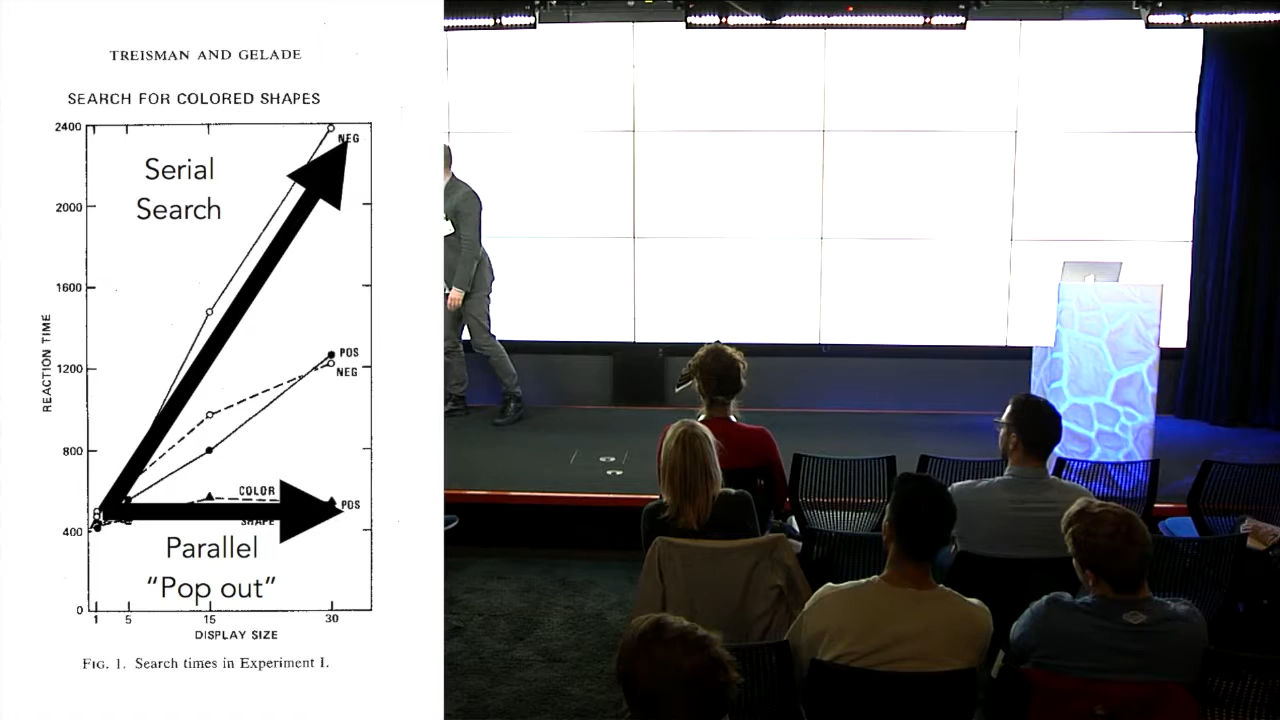 TREISMAN AND GELADE
SEARCH FOR COLORED SHAPES
2400
NEG
Serial
Search
2000
1600
REACTION TIME
1200
POS
NEG
800
COLOR
POS
SHAPE
400
Parallel
“Pop out”
0
1 5 15 30
DISPLAY SIZE
FIG. 1. Search times in Experiment I.